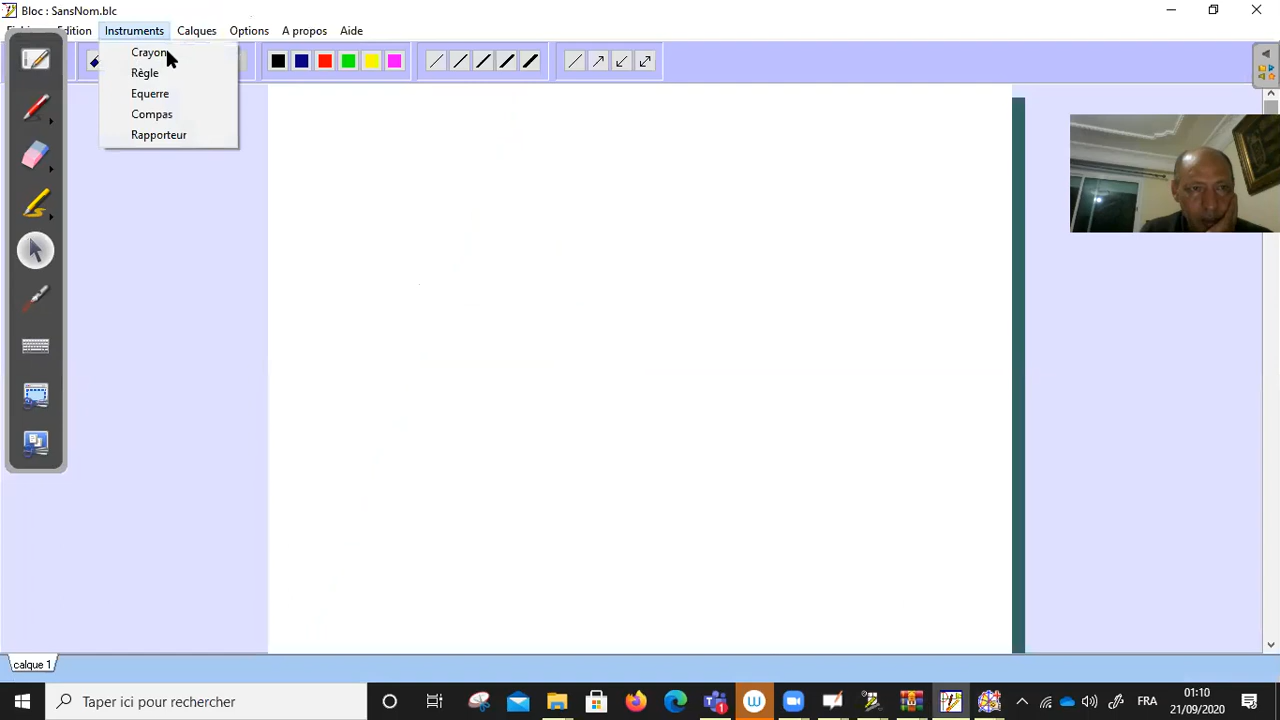 Bloc : SansNom.blc
Edition Instruments Calques Options A propos Aide
Crayon
Règle
Equerre
Compas
Rapporteur
calque 1
Taper ici pour rechercher
FRA
01:10
21/09/2020